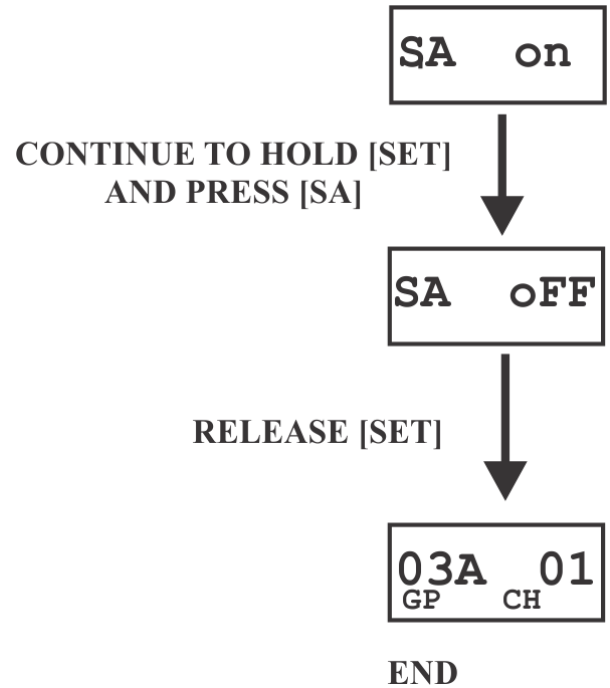 SA on
CONTINUE TO HOLD [SET]
AND PRESS [SA]
SA oFF
RELEASE [SET]
03A 01
GP CH
END